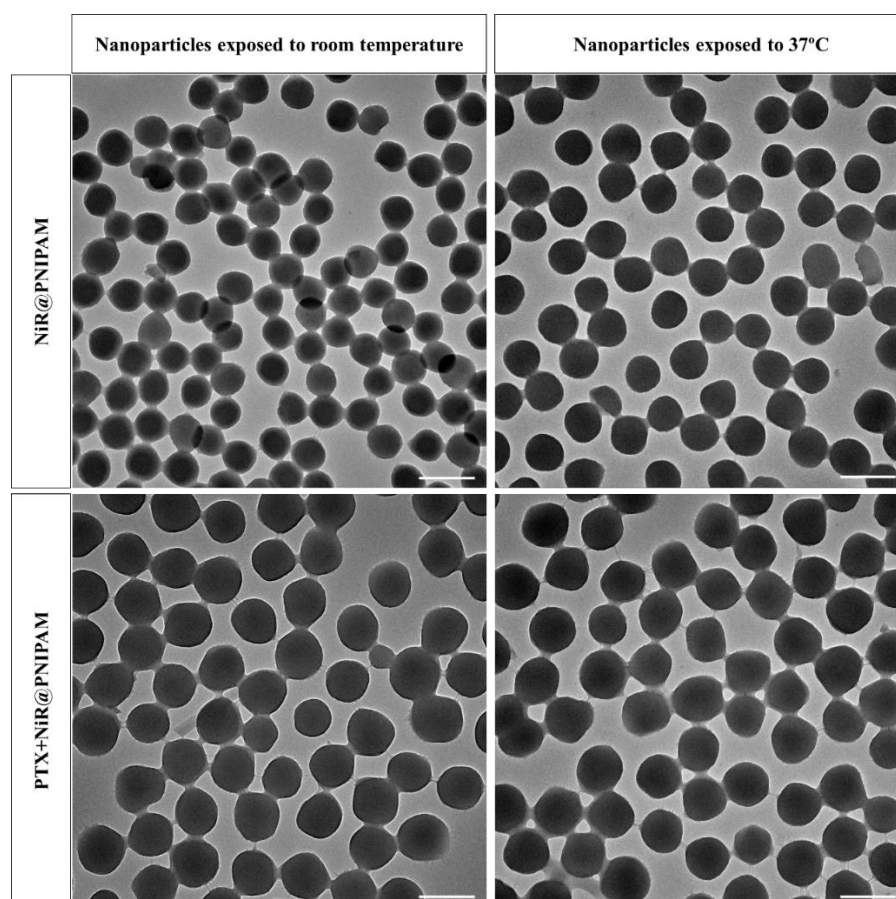 Nanoparticles exposed to room temperature
Nanoparticles exposed to 37ºC
NiR@PNIPAM
PTX+NiR@PNIPAM